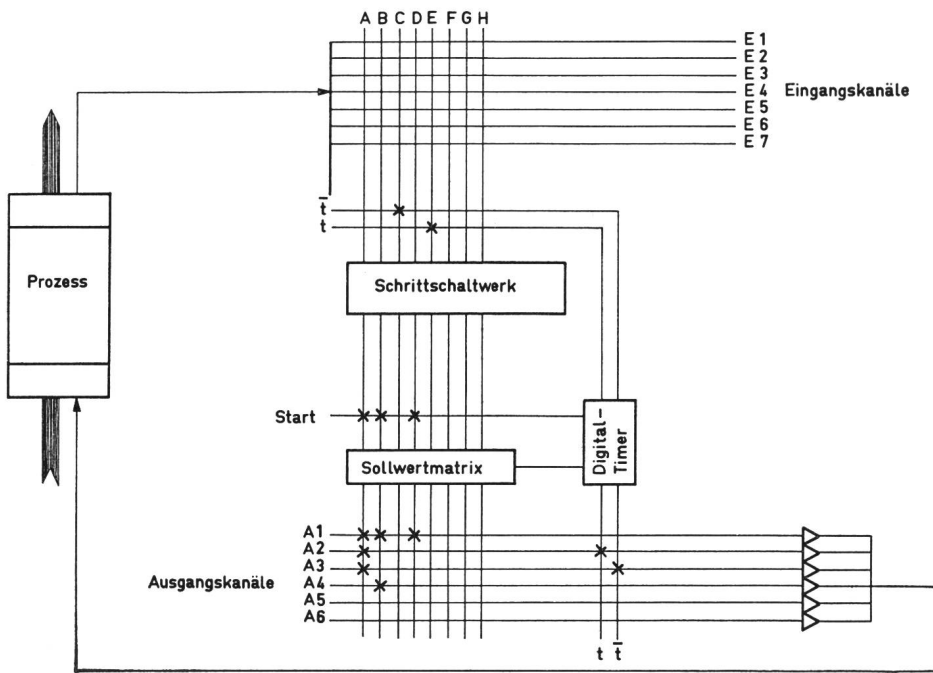 A B C D E F G H
E 1
E 2
E 3
E 4
E 5
E 6
E 7
Eingangskanäle
t̄
t
Schrittschaltwerk
Prozess
Start
Sollwertmatrix
Digital-
Timer
A1
A2
A3
A4
A5
A6
Ausgangskanäle
t t̄